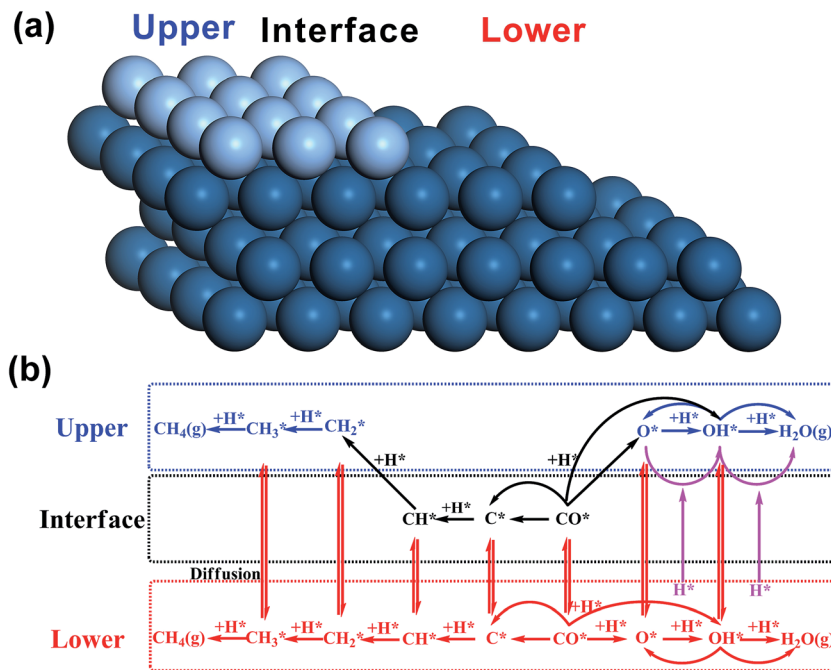 (a)
Upper Interface Lower
(b)
Upper CH₄(g) +H* CH₃* +H* CH₂* O* +H* OH* +H* H₂O(g)
+H* +H*
Interface CH* +H* C* CO*
Diffusion H* H*
+H*
Lower CH₄(g) +H* CH₃* +H* CH₂* +H* CH* +H* C* CO* +H* O* +H* OH* +H* H₂O(g)